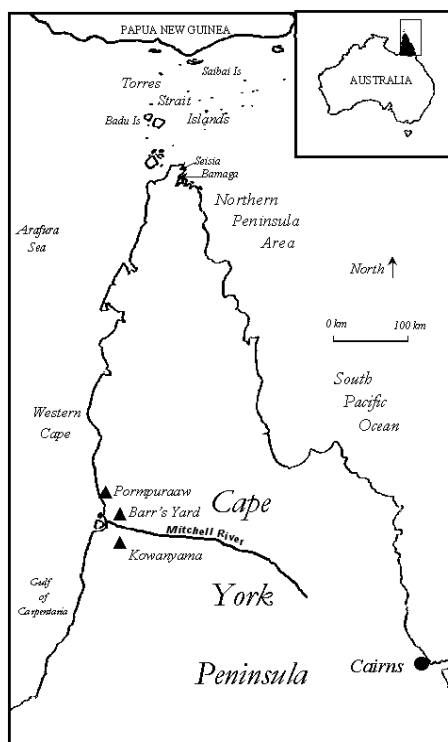 PAPUA NEW GUINEA
Saibai Is
Torres
Strait
Islands
Badu Is
AUSTRALIA
Seisia
Bamaga
Northern
Peninsula
Area
Arafura
Sea
North
0 km 100 km
South
Pacific
Ocean
Western
Cape
Pormpuraaw
Barr's Yard
Mitchell River
Kowanyama
Cape
York
Peninsula
Gulf
of
Carpentaria
Cairns